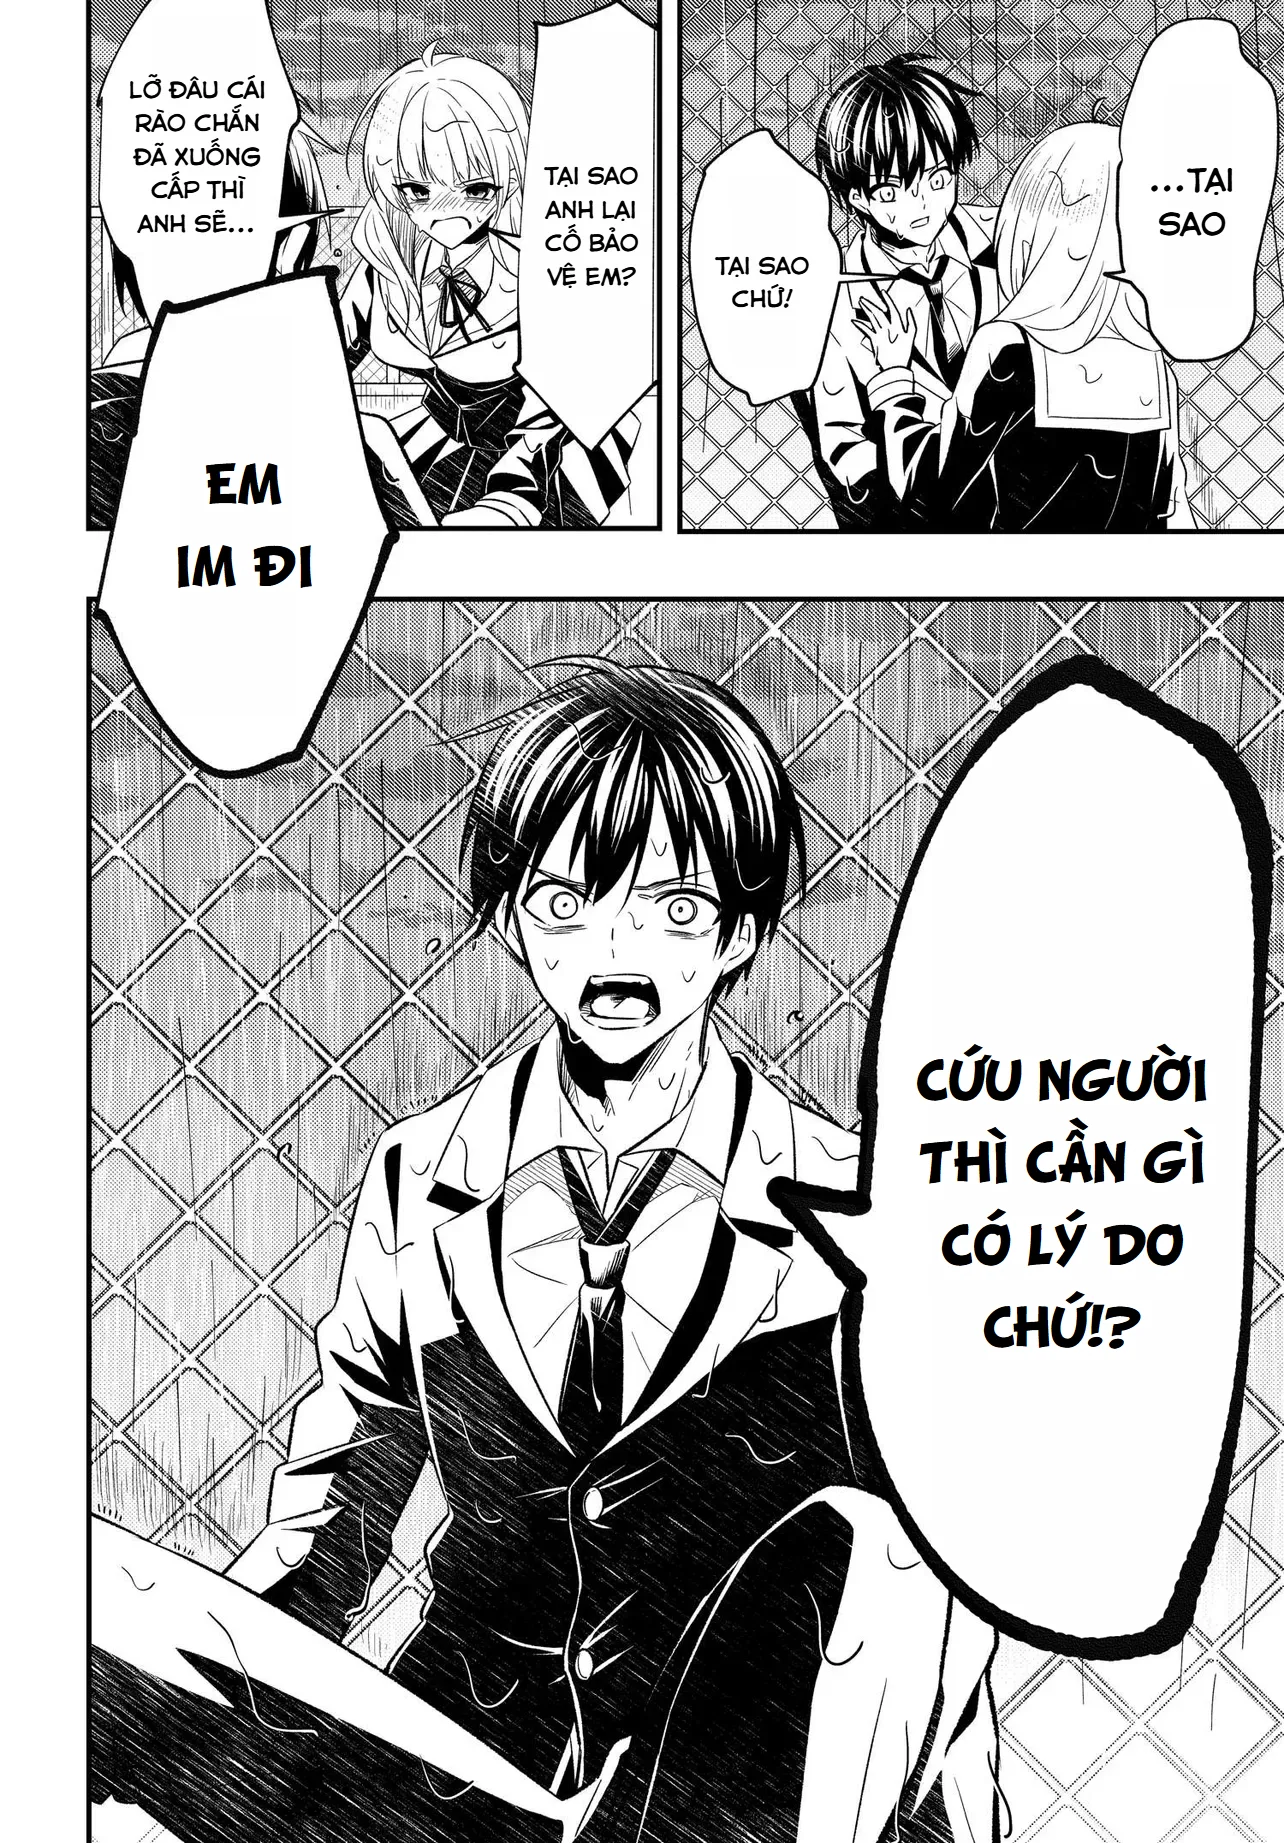 ...TẠI
SAO
TẠI SAO
CHỨ!
TẠI SAO
ANH LẠI
CỐ BẢO
VỆ EM?
LỠ ĐÂU CÁI
RÀO CHẮN
ĐÃ XUỐNG
CẤP THÌ
ANH SẼ...
EM
IM ĐI
CỨU NGƯỜI
THÌ CẦN GÌ
CÓ LÝ DO
CHỨ!?